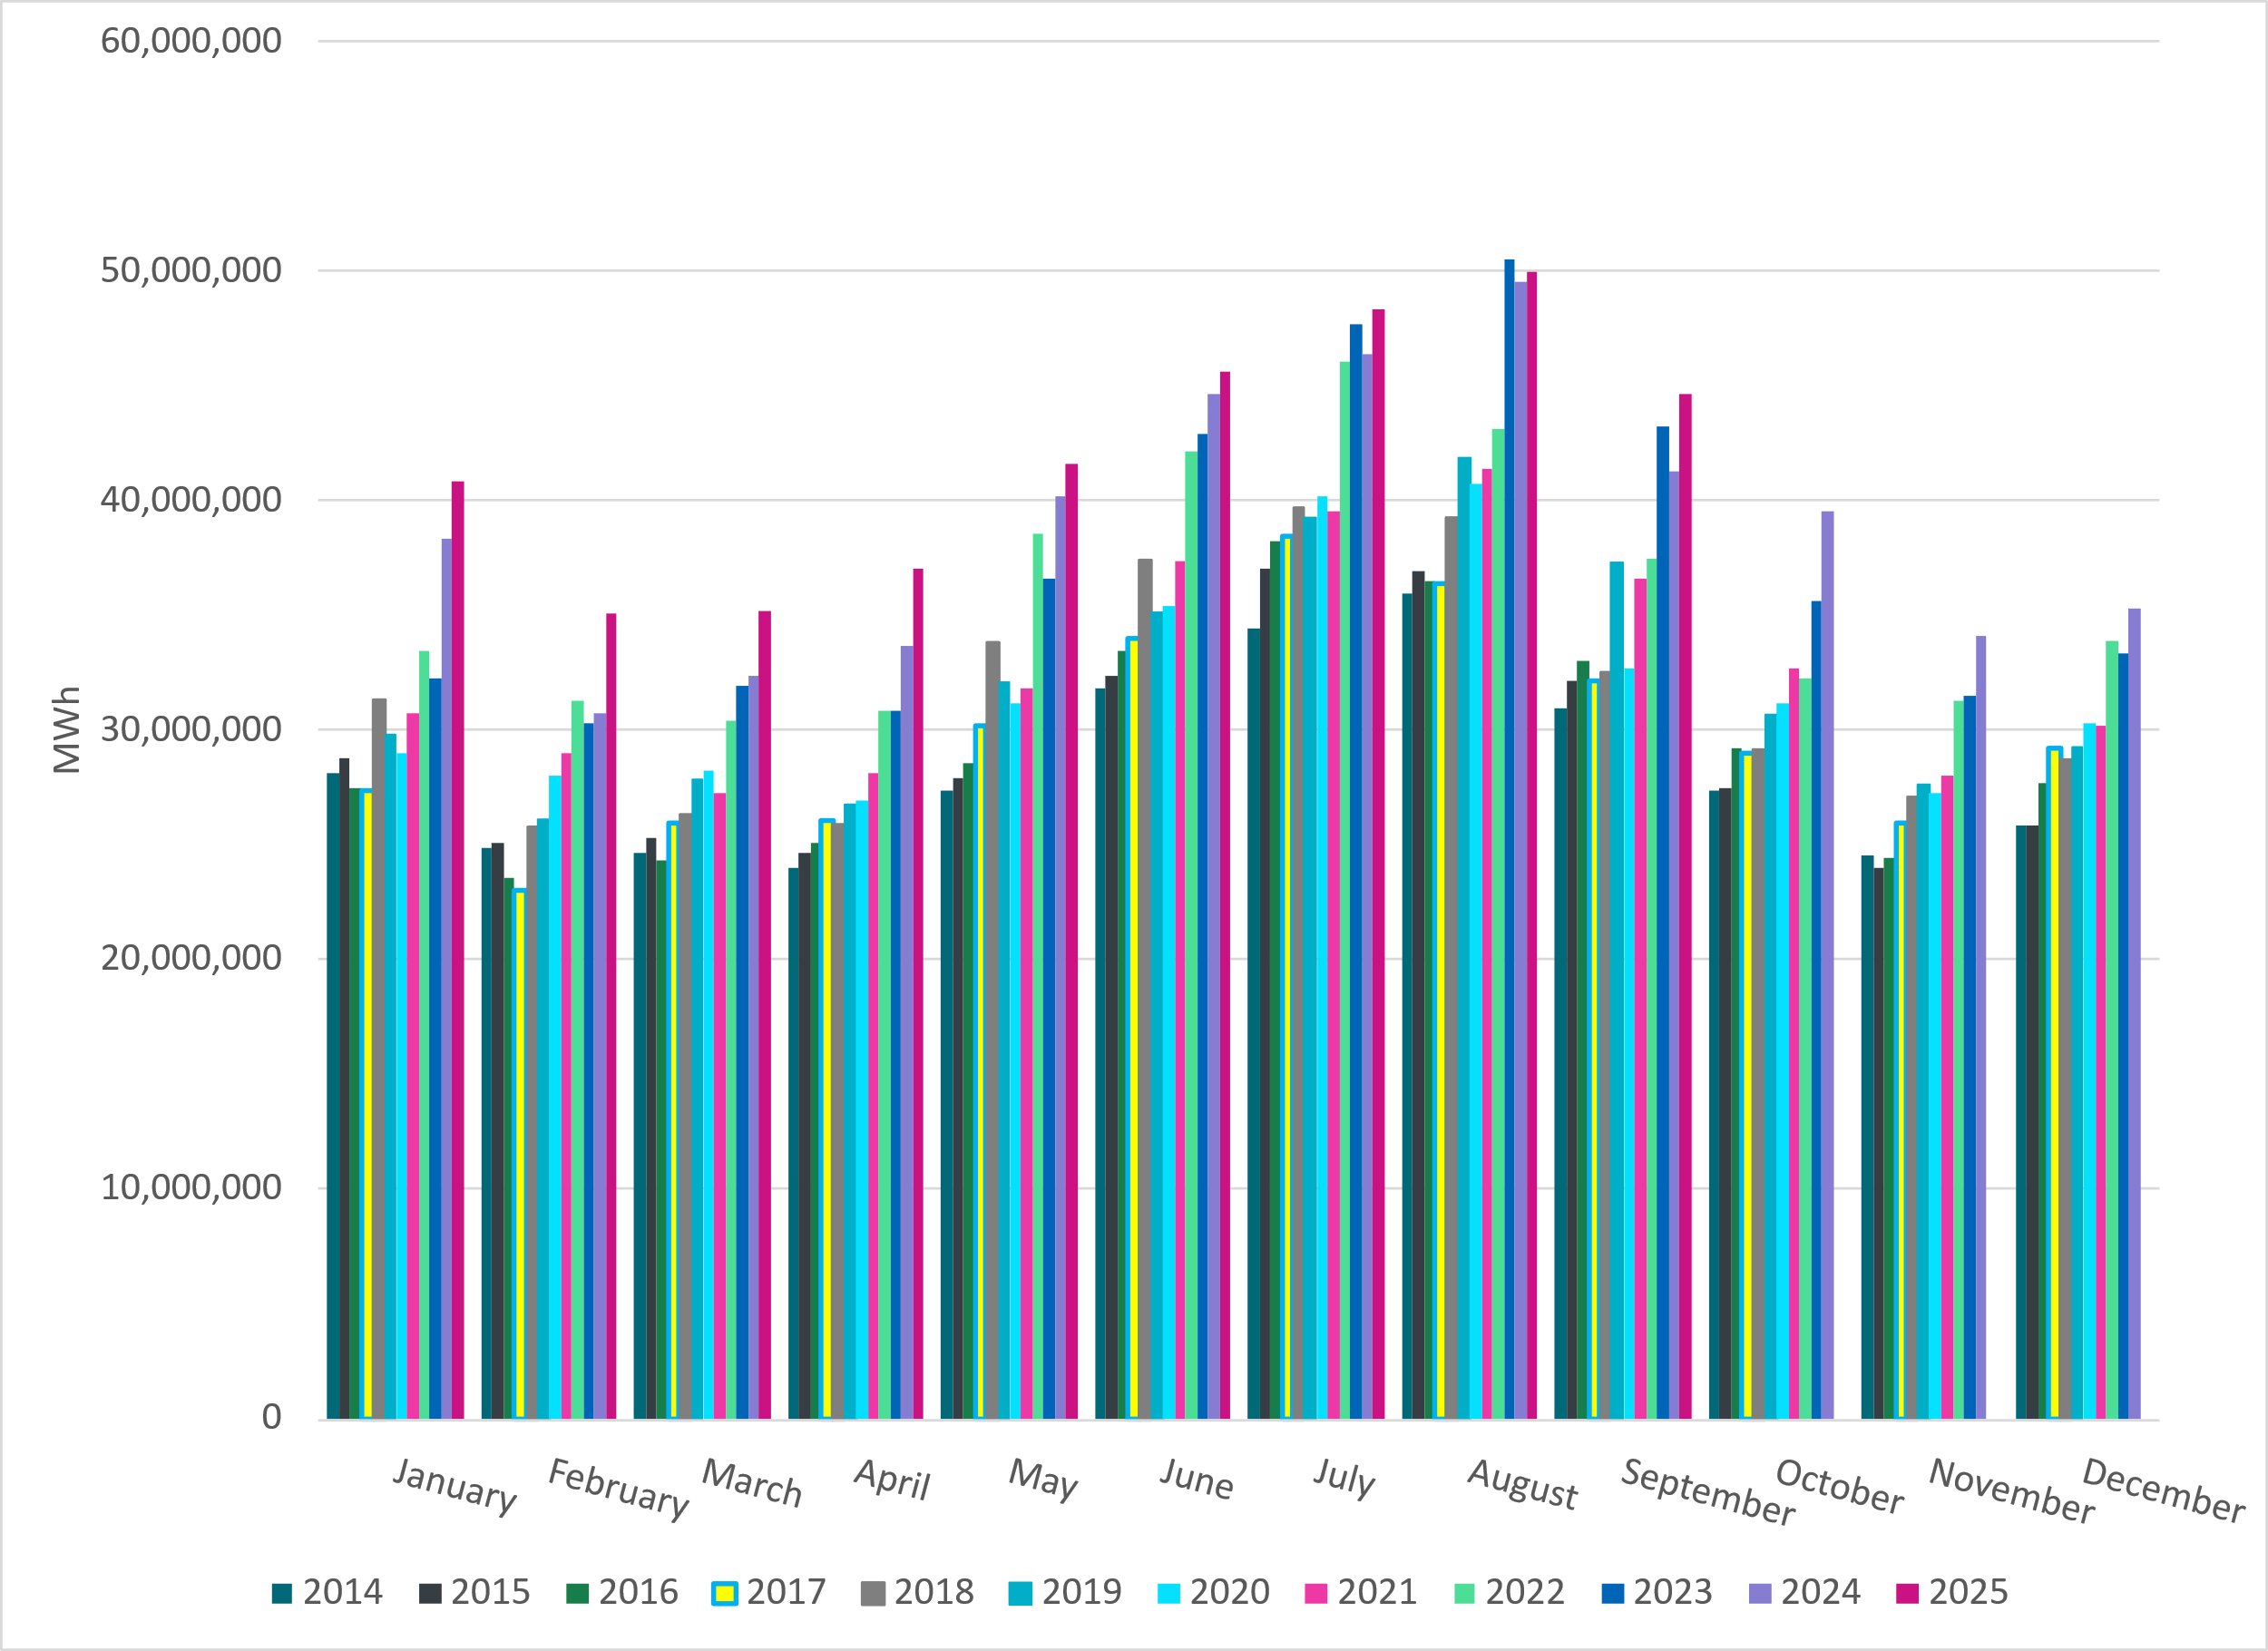 60,000,000
50,000,000
40,000,000
30,000,000
20,000,000
10,000,000
0
MWh
January February March April May June July August September October November December
2014 2015 2016 2017 2018 2019 2020 2021 2022 2023 2024 2025